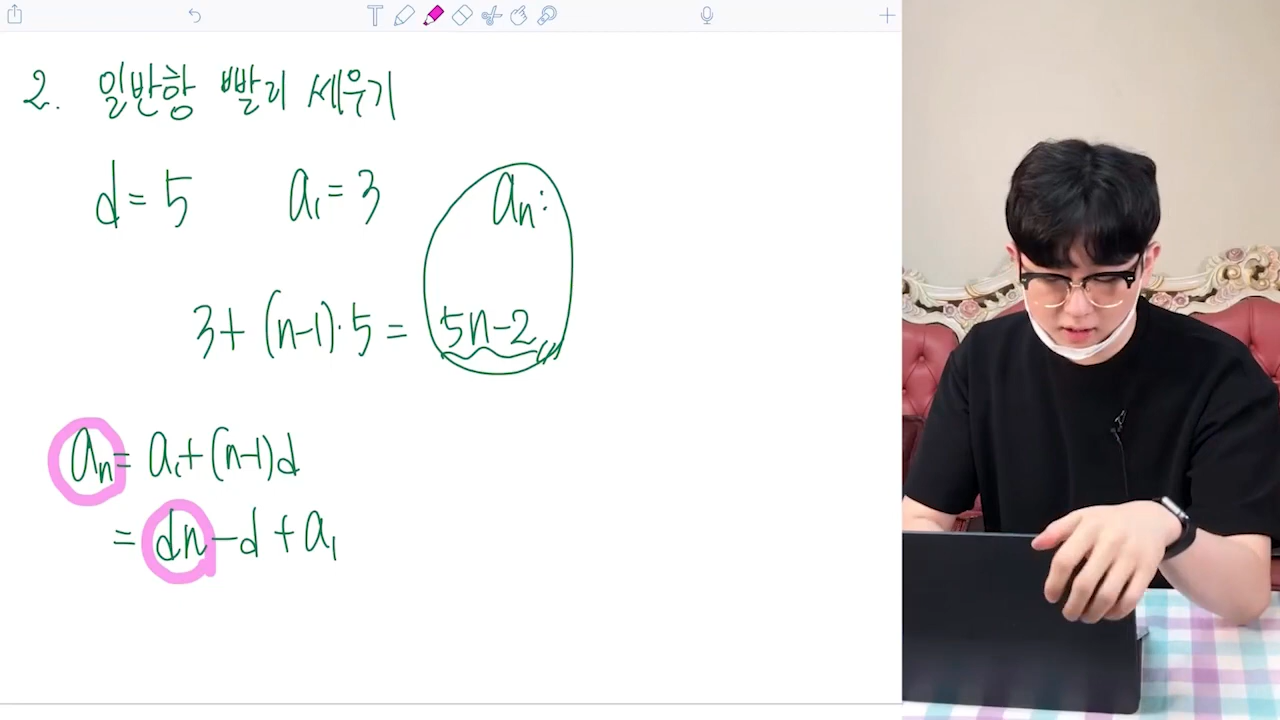 2. 일반항 빨리 세우기
d = 5 a₁ = 3 aₙ:
3 + (n-1)·5 = 5n-2
aₙ = a₁ + (n-1)d
= dn - d + a₁